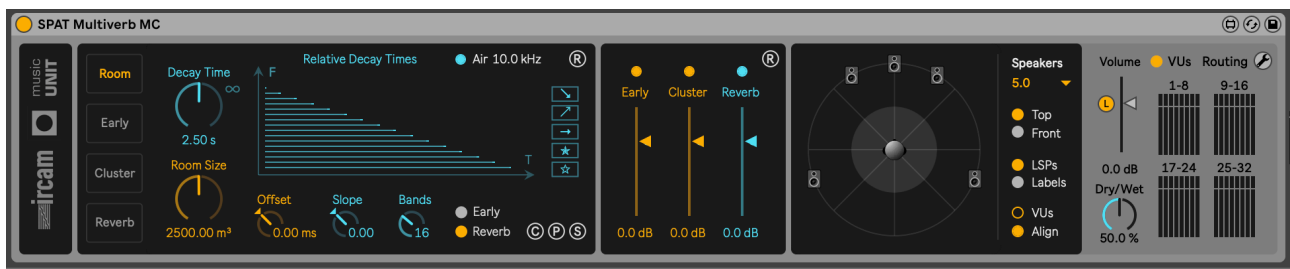 SPAT Multiverb MC
music
UNIT
ircam
Room
Early
Cluster
Reverb
Decay Time
∞
2.50 s
Room Size
2500.00 m³
Relative Decay Times
Air 10.0 kHz
R
F
T
Offset
0.00 ms
Slope
0.00
Bands
16
Early
Reverb
C P S
R
Early Cluster Reverb
0.0 dB 0.0 dB 0.0 dB
Speakers
5.0
Top
Front
LSPs
Labels
VUs
Align
Volume
L
0.0 dB
Dry/Wet
50.0 %
VUs Routing
1-8 9-16
17-24 25-32